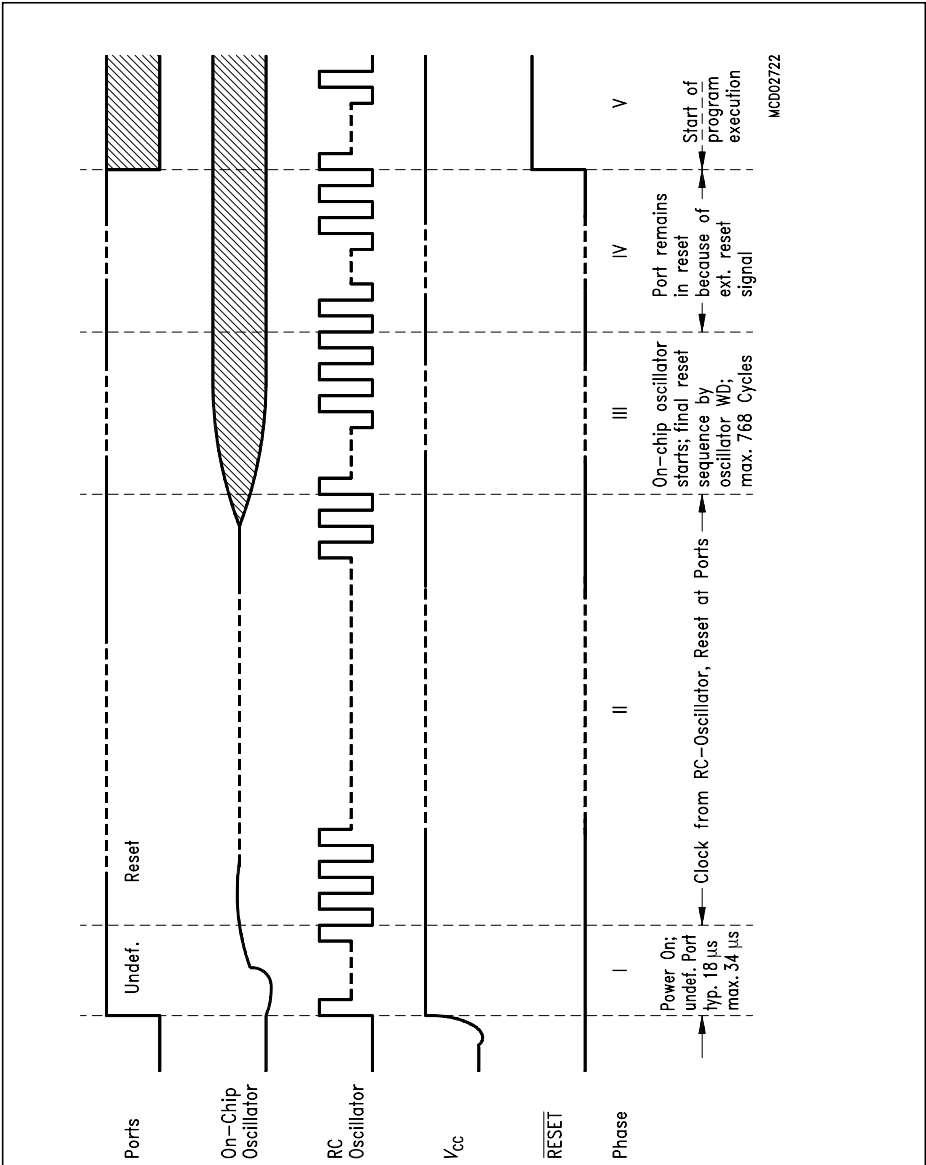 Ports
Undef.
Reset
On-Chip
Oscillator
RC
Oscillator
VCC
RESET
Phase
I
II
III
IV
V
Power On;
undef. Port
typ. 18 μs
max. 34 μs
Clock from RC-Oscillator, Reset at Ports
On-chip oscillator
starts; final reset
sequence by
oscillator WD;
max. 768 Cycles
Port remains
in reset
because of
ext. reset
signal
Start of
program
execution
MCD02722